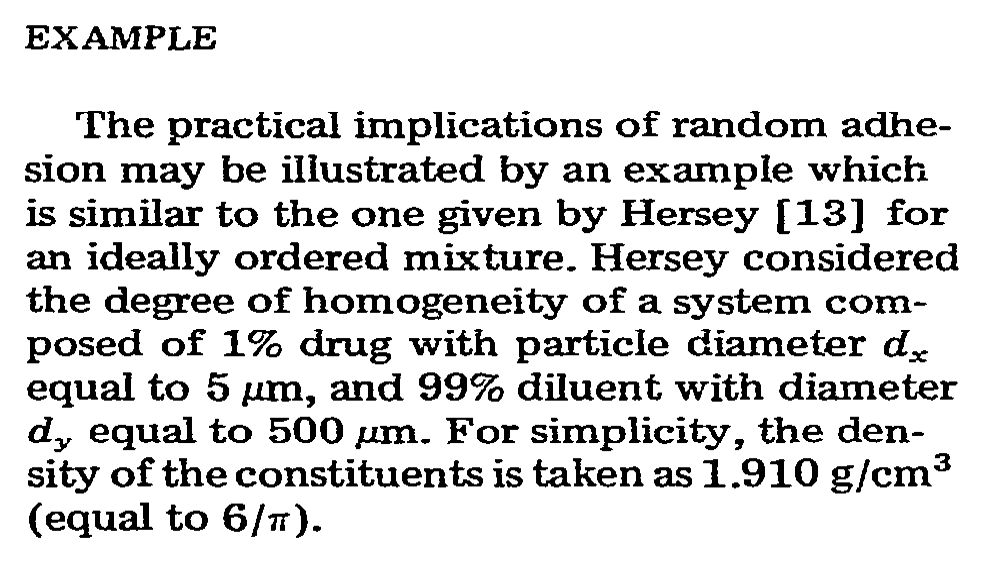 EXAMPLE
The practical implications of random adhe-
sion may be illustrated by an example which
is similar to the one given by Hersey [13] for
an ideally ordered mixture. Hersey considered
the degree of homogeneity of a system com-
posed of 1% drug with particle diameter dₓ
equal to 5 μm, and 99% diluent with diameter
d_y equal to 500 μm. For simplicity, the den-
sity of the constituents is taken as 1.910 g/cm³
(equal to 6/π).